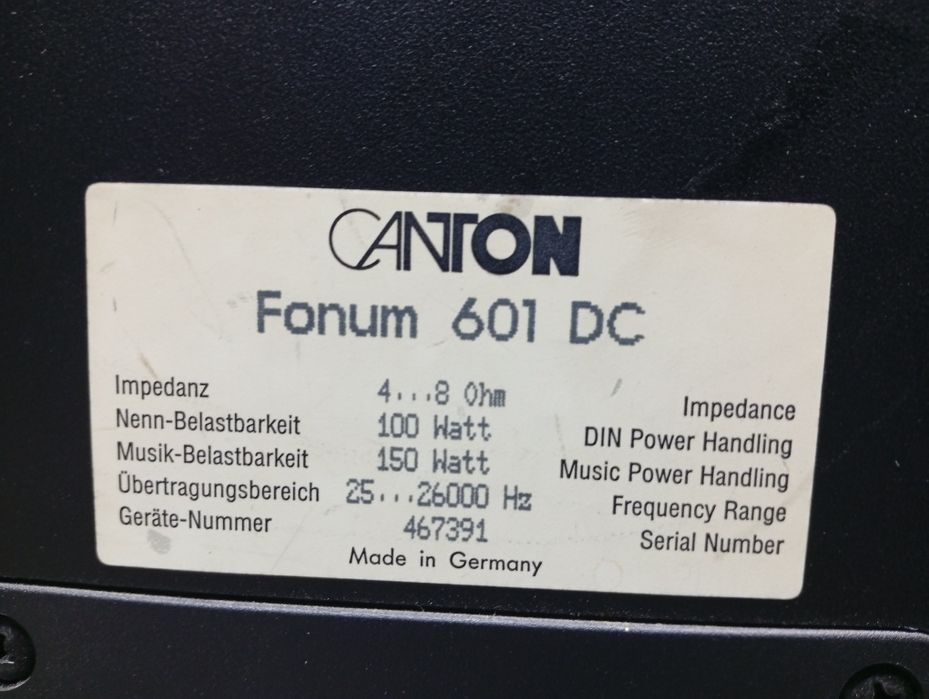 CANTON
Fonum 601 DC
Impedanz 4...8 Ohm Impedance
Nenn-Belastbarkeit 100 Watt DIN Power Handling
Musik-Belastbarkeit 150 Watt Music Power Handling
Übertragungsbereich 25...26000 Hz Frequency Range
Geräte-Nummer 467391 Serial Number
Made in Germany